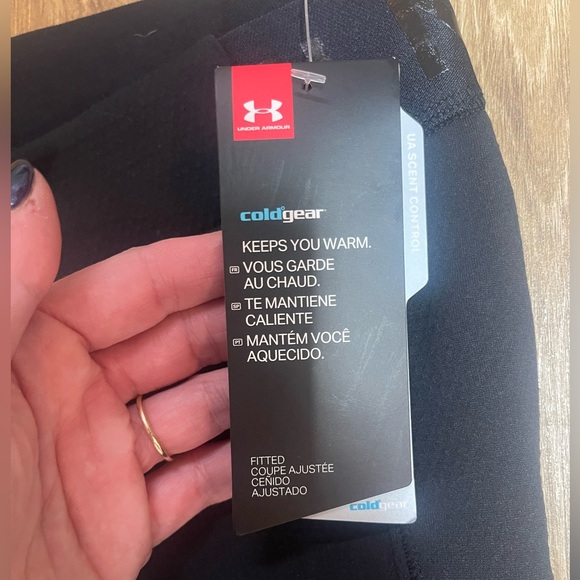 UNDER ARMOUR
coldgear
KEEPS YOU WARM.
FR VOUS GARDE
AU CHAUD.
SP TE MANTIENE
CALIENTE
PT MANTÉM VOCÊ
AQUECIDO.
FITTED
COUPE AJUSTÉE
CEÑIDO
AJUSTADO
UA SCENT CONTROL
coldgear